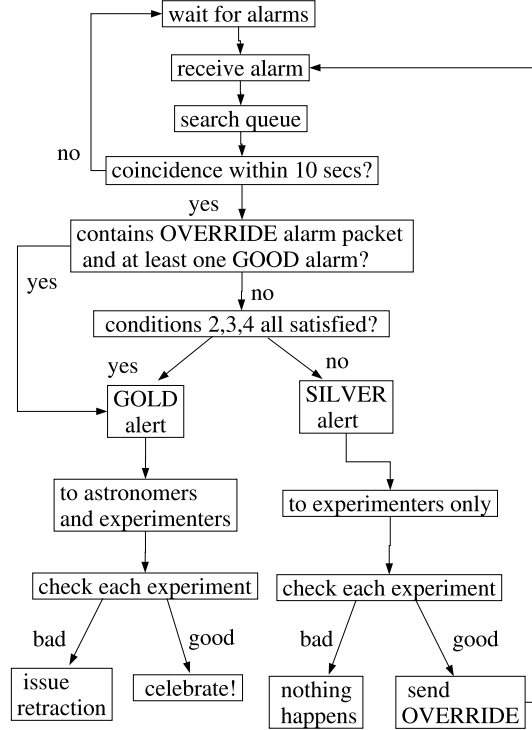 wait for alarms
receive alarm
search queue
no
coincidence within 10 secs?
yes
contains OVERRIDE alarm packet
and at least one GOOD alarm?
yes
no
conditions 2,3,4 all satisfied?
yes
no
GOLD
alert
SILVER
alert
to astronomers
and experimenters
to experimenters only
check each experiment
check each experiment
bad
good
bad
good
issue
retraction
celebrate!
nothing
happens
send
OVERRIDE